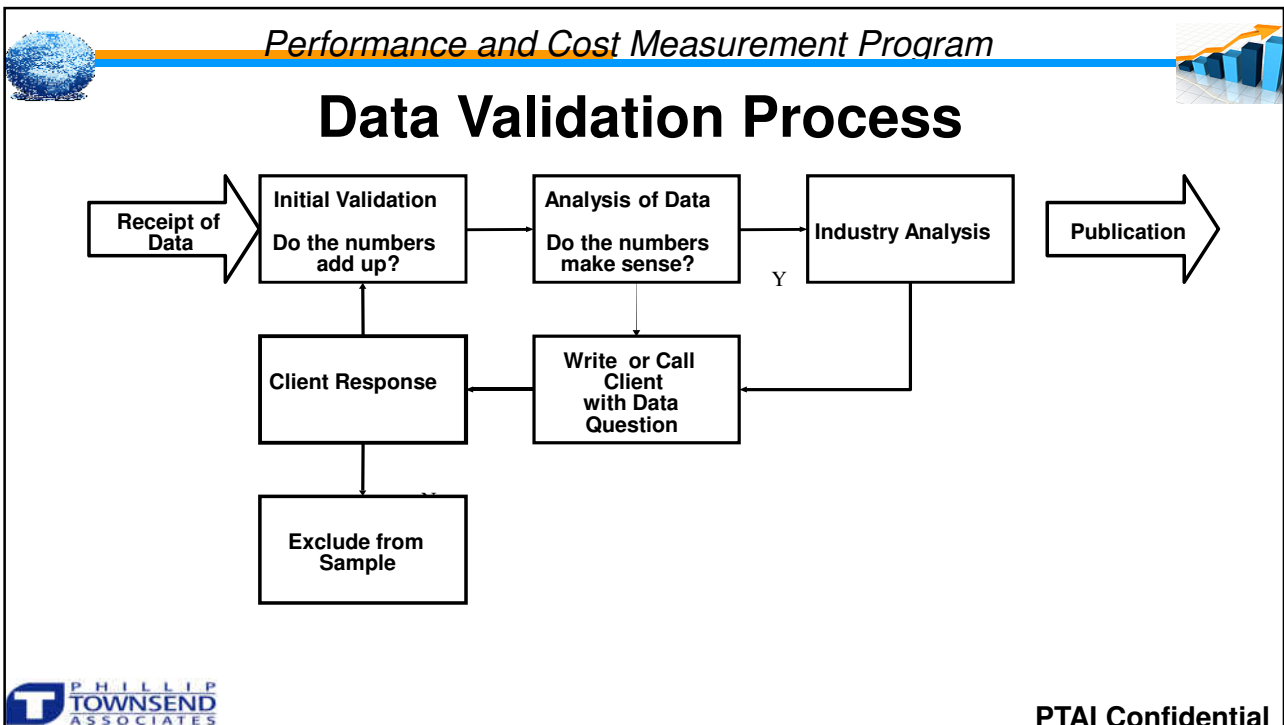 Performance and Cost Measurement Program
Data Validation Process
Receipt of
Data
Initial Validation
Do the numbers
add up?
Analysis of Data
Do the numbers
make sense?
Y
Industry Analysis
Publication
Client Response
Write or Call
Client
with Data
Question
Exclude from
Sample
PHILLIP
TOWNSEND
ASSOCIATES
PTAI Confidential